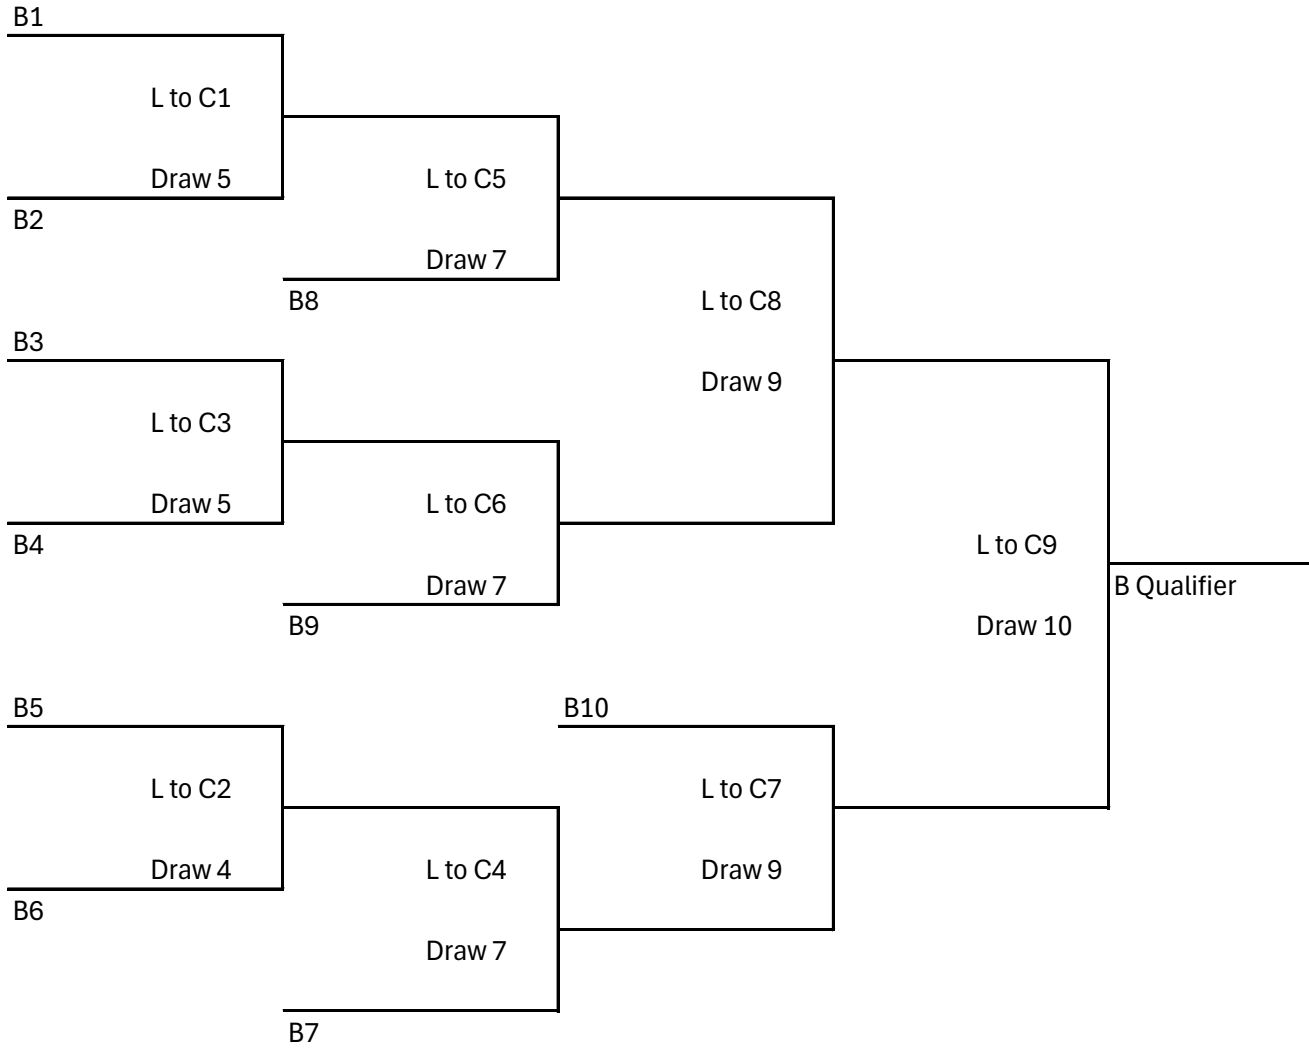 B1
L to C1
Draw 5
L to C5
B2
Draw 7
B8
L to C8
B3
Draw 9
L to C3
Draw 5
L to C6
B4
L to C9
Draw 7
B Qualifier
B9
Draw 10
B5
B10
L to C2
L to C7
Draw 4
L to C4
Draw 9
B6
Draw 7
B7